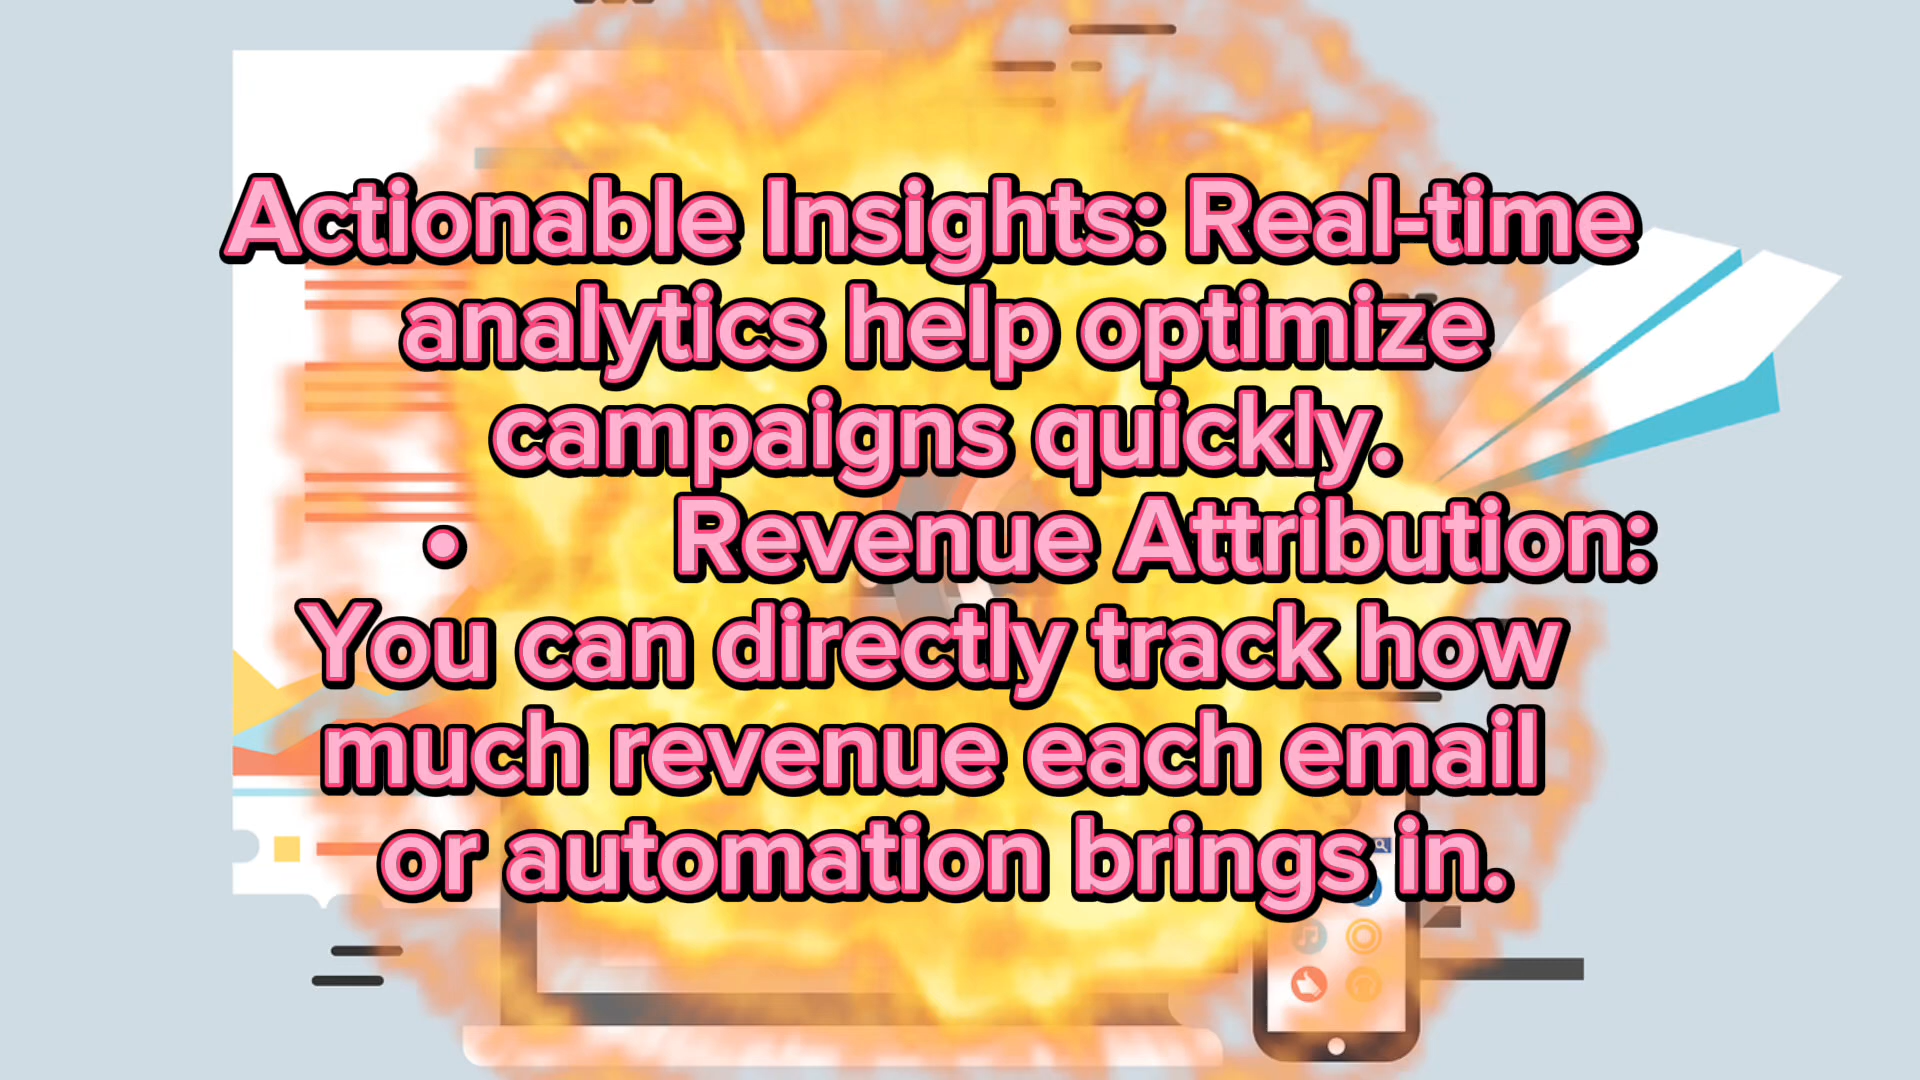 Actionable Insights: Real-time
analytics help optimize
campaigns quickly.
• Revenue Attribution:
You can directly track how
much revenue each email
or automation brings in.